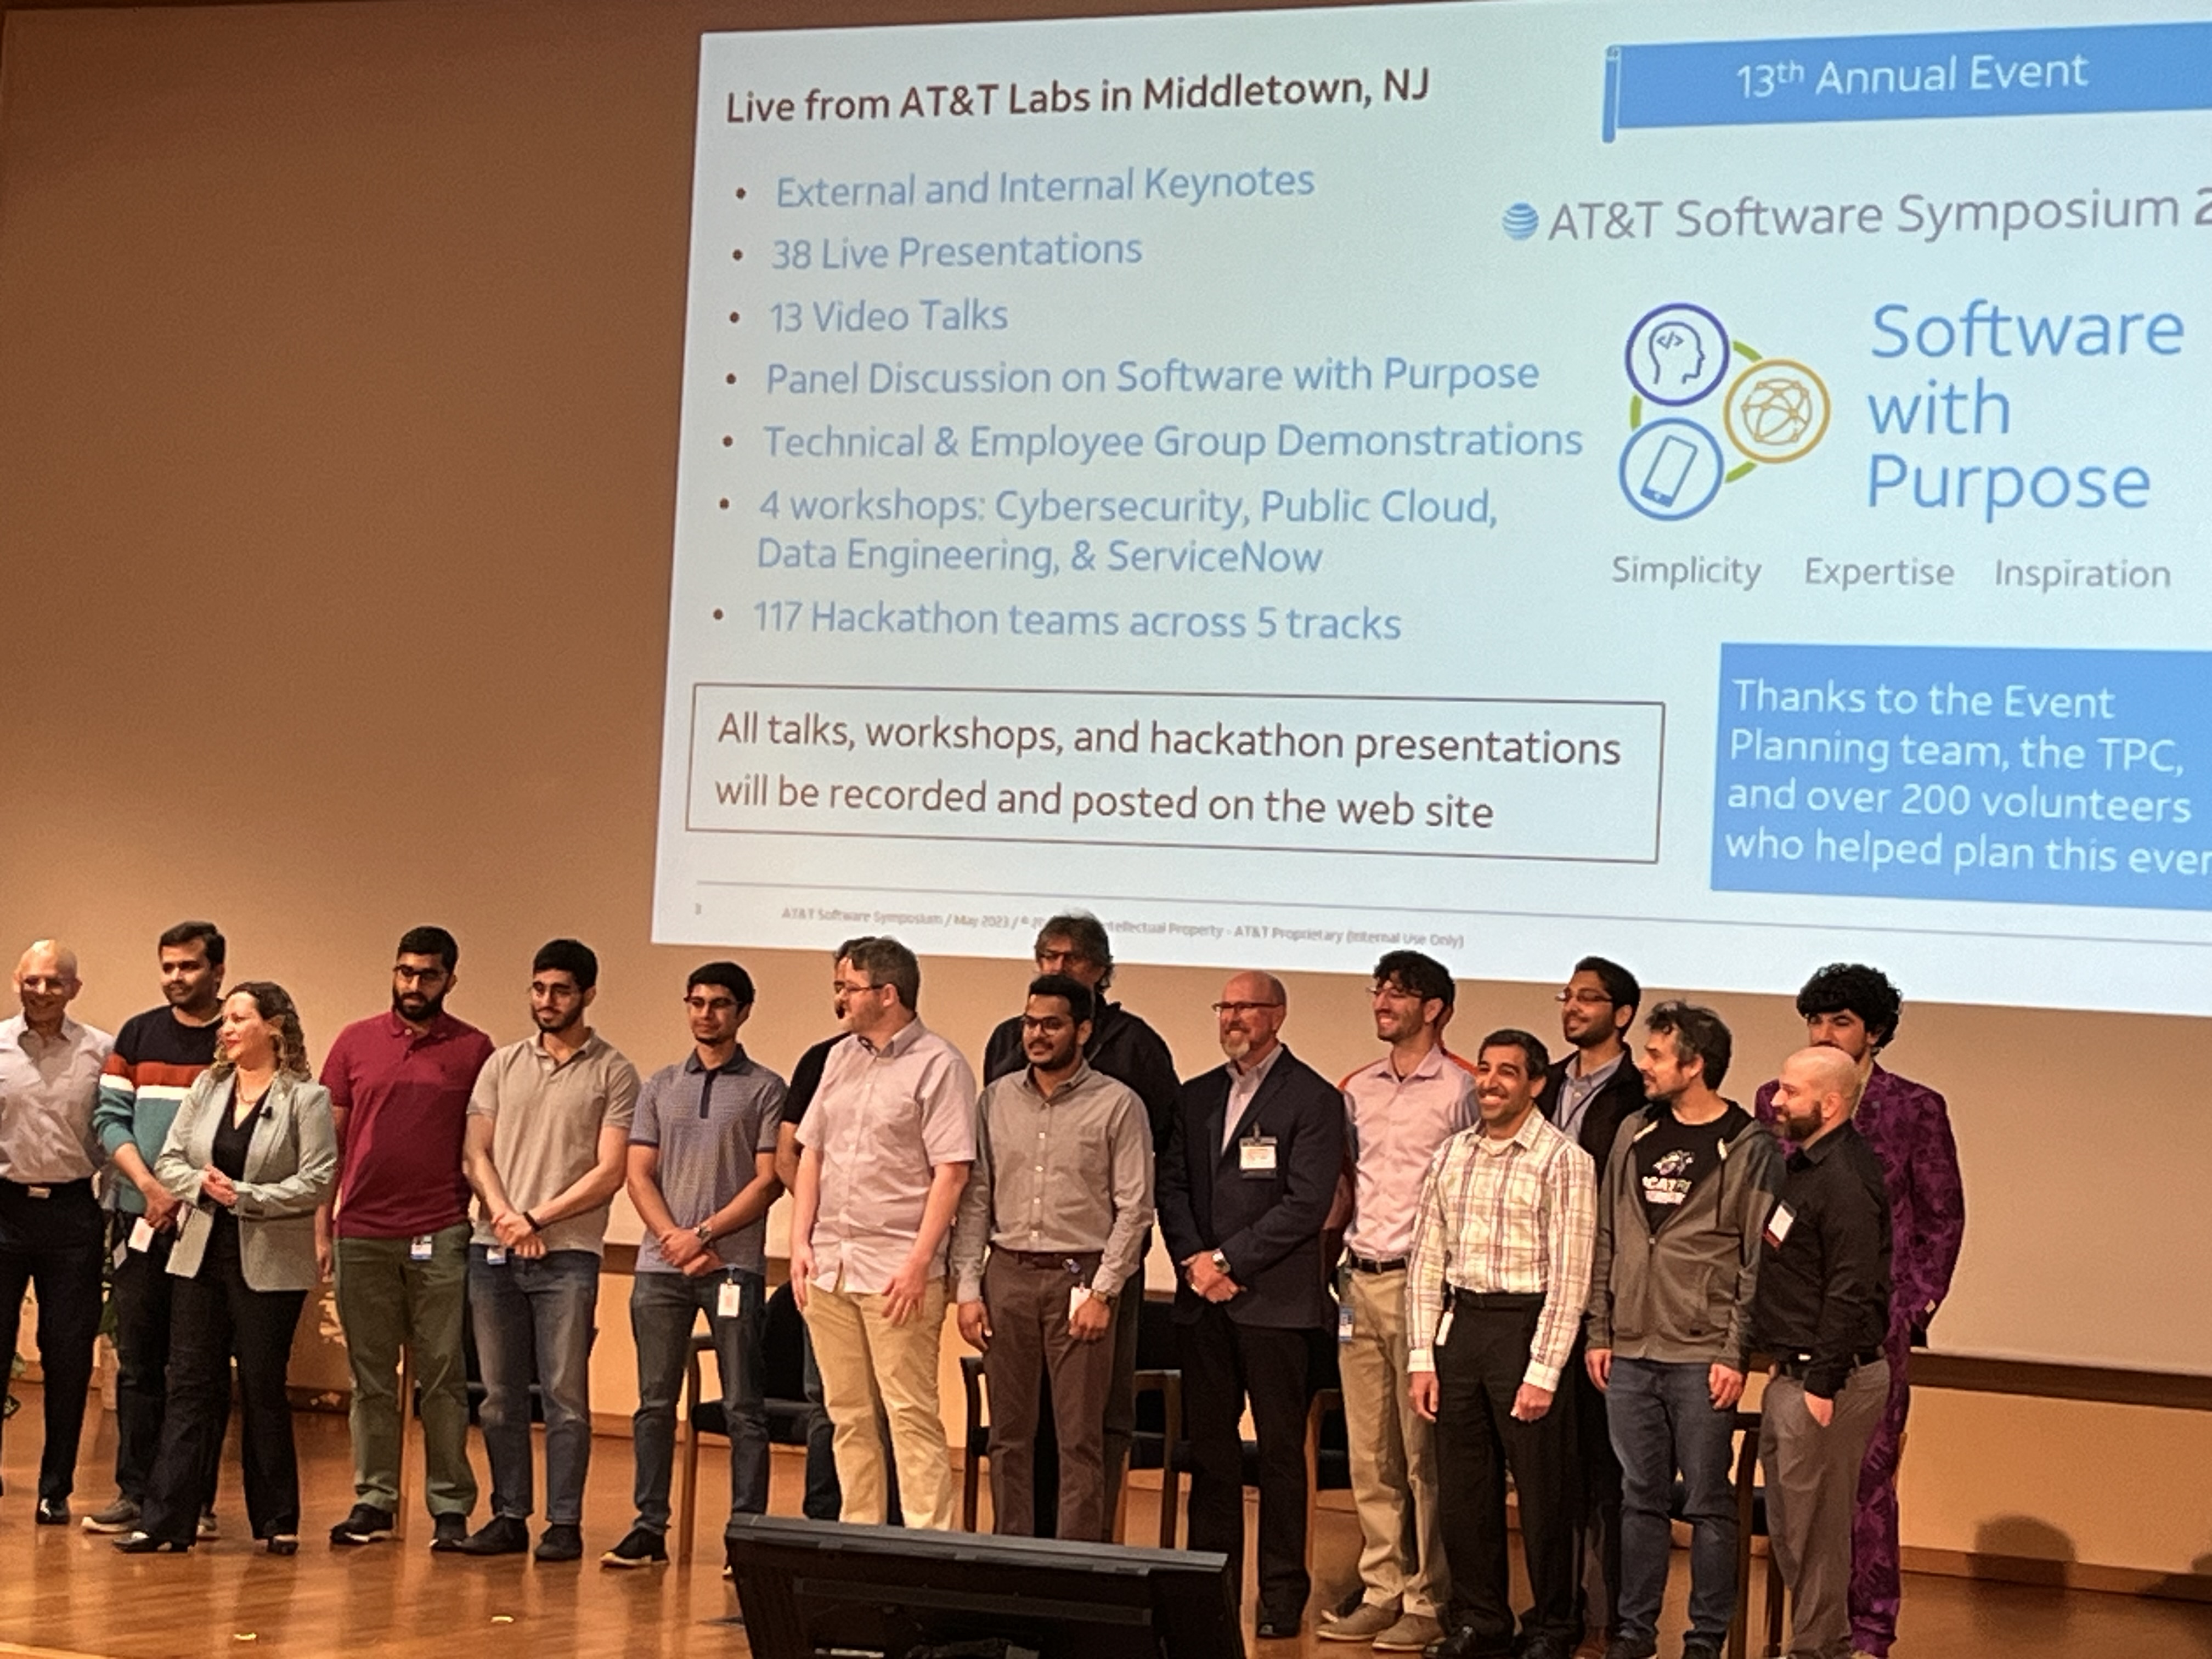 Live from AT&T Labs in Middletown, NJ
• External and Internal Keynotes
• 38 Live Presentations
• 13 Video Talks
• Panel Discussion on Software with Purpose
• Technical & Employee Group Demonstrations
• 4 workshops: Cybersecurity, Public Cloud,
Data Engineering, & ServiceNow
• 117 Hackathon teams across 5 tracks
All talks, workshops, and hackathon presentations
will be recorded and posted on the web site
13th Annual Event
AT&T Software Symposium 2
</>
Software
with
Purpose
Simplicity Expertise Inspiration
Thanks to the Event
Planning team, the TPC,
and over 200 volunteers
who helped plan this even
3
AT&T Software Symposium / May 2023 / © Intellectual Property - AT&T Proprietary (Internal Use Only)